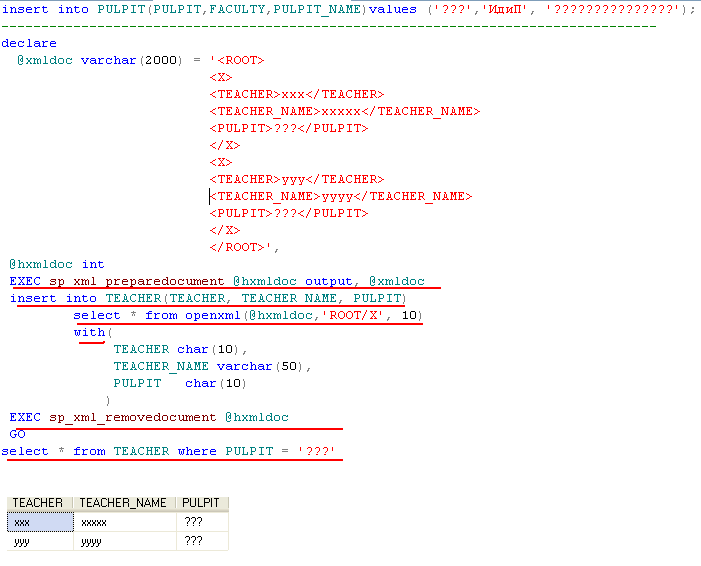 insert into PULPIT(PULPIT,FACULTY,PULPIT_NAME)values ('???','ИдиП', '???????????????');
--------------------------------------------------------------------------------
declare
@xmldoc varchar(2000) = '<ROOT>
<X>
<TEACHER>xxx</TEACHER>
<TEACHER_NAME>xxxxx</TEACHER_NAME>
<PULPIT>???</PULPIT>
</X>
<X>
<TEACHER>yyy</TEACHER>
<TEACHER_NAME>yyyy</TEACHER_NAME>
<PULPIT>???</PULPIT>
</X>
</ROOT>',
@hxmldoc int
EXEC sp_xml_preparedocument @hxmldoc output, @xmldoc
insert into TEACHER(TEACHER, TEACHER_NAME, PULPIT)
select * from openxml(@hxmldoc,'ROOT/X', 10)
with(
TEACHER char(10),
TEACHER_NAME varchar(50),
PULPIT char(10)
)
EXEC sp_xml_removedocument @hxmldoc
GO
select * from TEACHER where PULPIT = '???'
TEACHER TEACHER_NAME PULPIT
xxx xxxxx ???
yyy yyyy ???